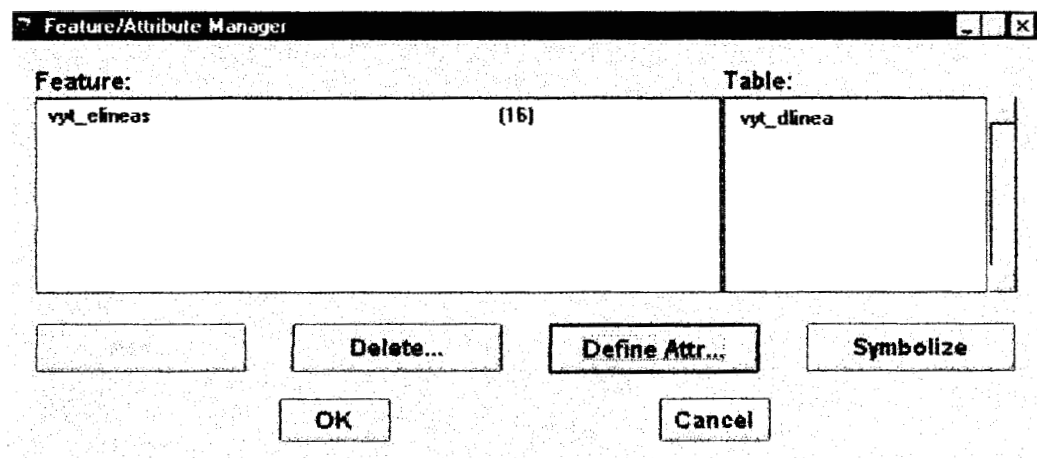 Feature/Attribute Manager
Feature: Table:
vyt_elineas (16) vyt_dlinea
Delete... Define Attr... Symbolize
OK Cancel